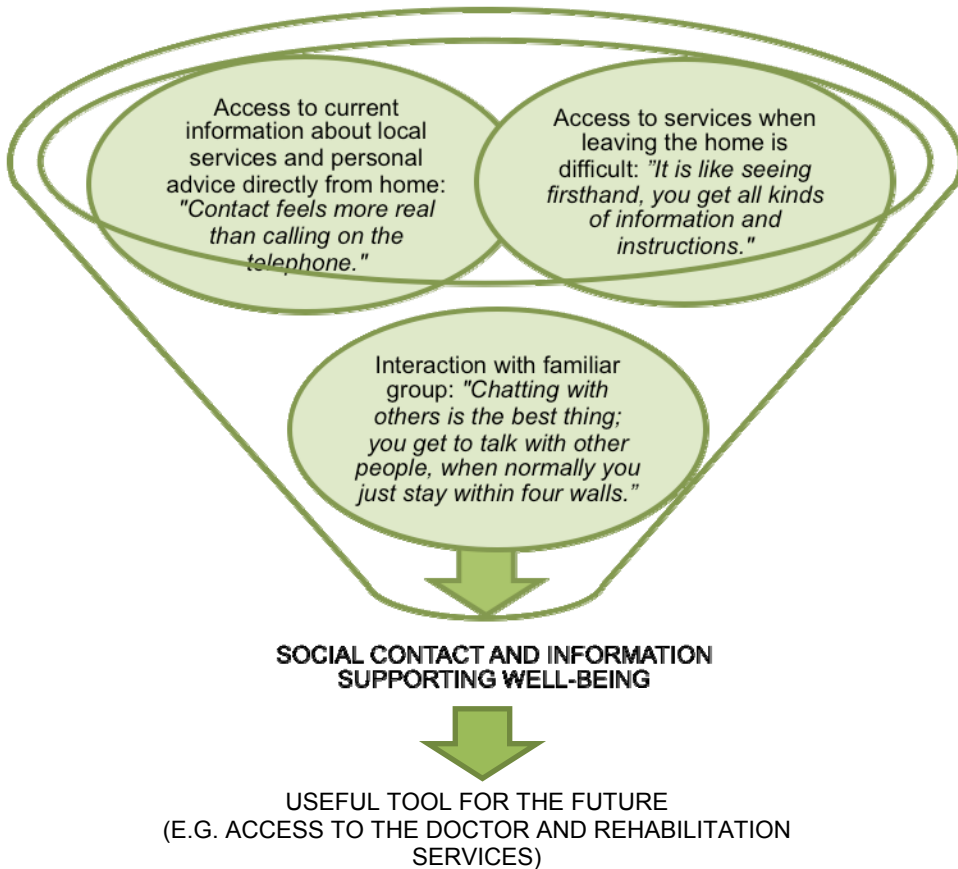 Access to current
information about local
services and personal
advice directly from home:
"Contact feels more real
than calling on the
telephone."
Access to services when
leaving the home is
difficult: ”It is like seeing
firsthand, you get all kinds
of information and
instructions."
Interaction with familiar
group: "Chatting with
others is the best thing;
you get to talk with other
people, when normally you
just stay within four walls.”
SOCIAL CONTACT AND INFORMATION
SUPPORTING WELL-BEING
USEFUL TOOL FOR THE FUTURE
(E.G. ACCESS TO THE DOCTOR AND REHABILITATION
SERVICES)